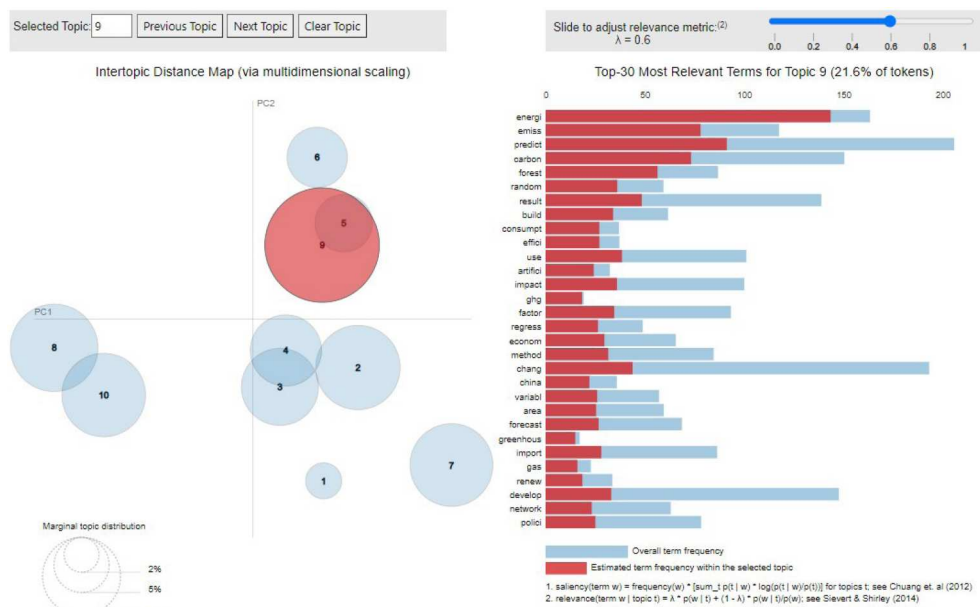 Selected Topic: 9 Previous Topic Next Topic Clear Topic
Slide to adjust relevance metric:(2)
λ = 0.6
0.0 0.2 0.4 0.6 0.8 1
Intertopic Distance Map (via multidimensional scaling)
PC2
PC1
6
5
9
8
4
2
10
3
7
1
Marginal topic distribution
2%
5%
Top-30 Most Relevant Terms for Topic 9 (21.6% of tokens)
0 50 100 150 200
energi
emiss
predict
carbon
forest
random
result
build
consumpt
effici
use
artifici
impact
ghg
factor
regress
econom
method
chang
china
variabl
area
forecast
greenhous
import
gas
renew
develop
network
polici
Overall term frequency
Estimated term frequency within the selected topic
1. saliency(term w) = frequency(w) * [sum_t p(t | w) * log(p(t | w)/p(t))] for topics t; see Chuang et. al (2012)
2. relevance(term w | topic t) = λ * p(w | t) + (1 - λ) * p(w | t)/p(w); see Sievert & Shirley (2014)